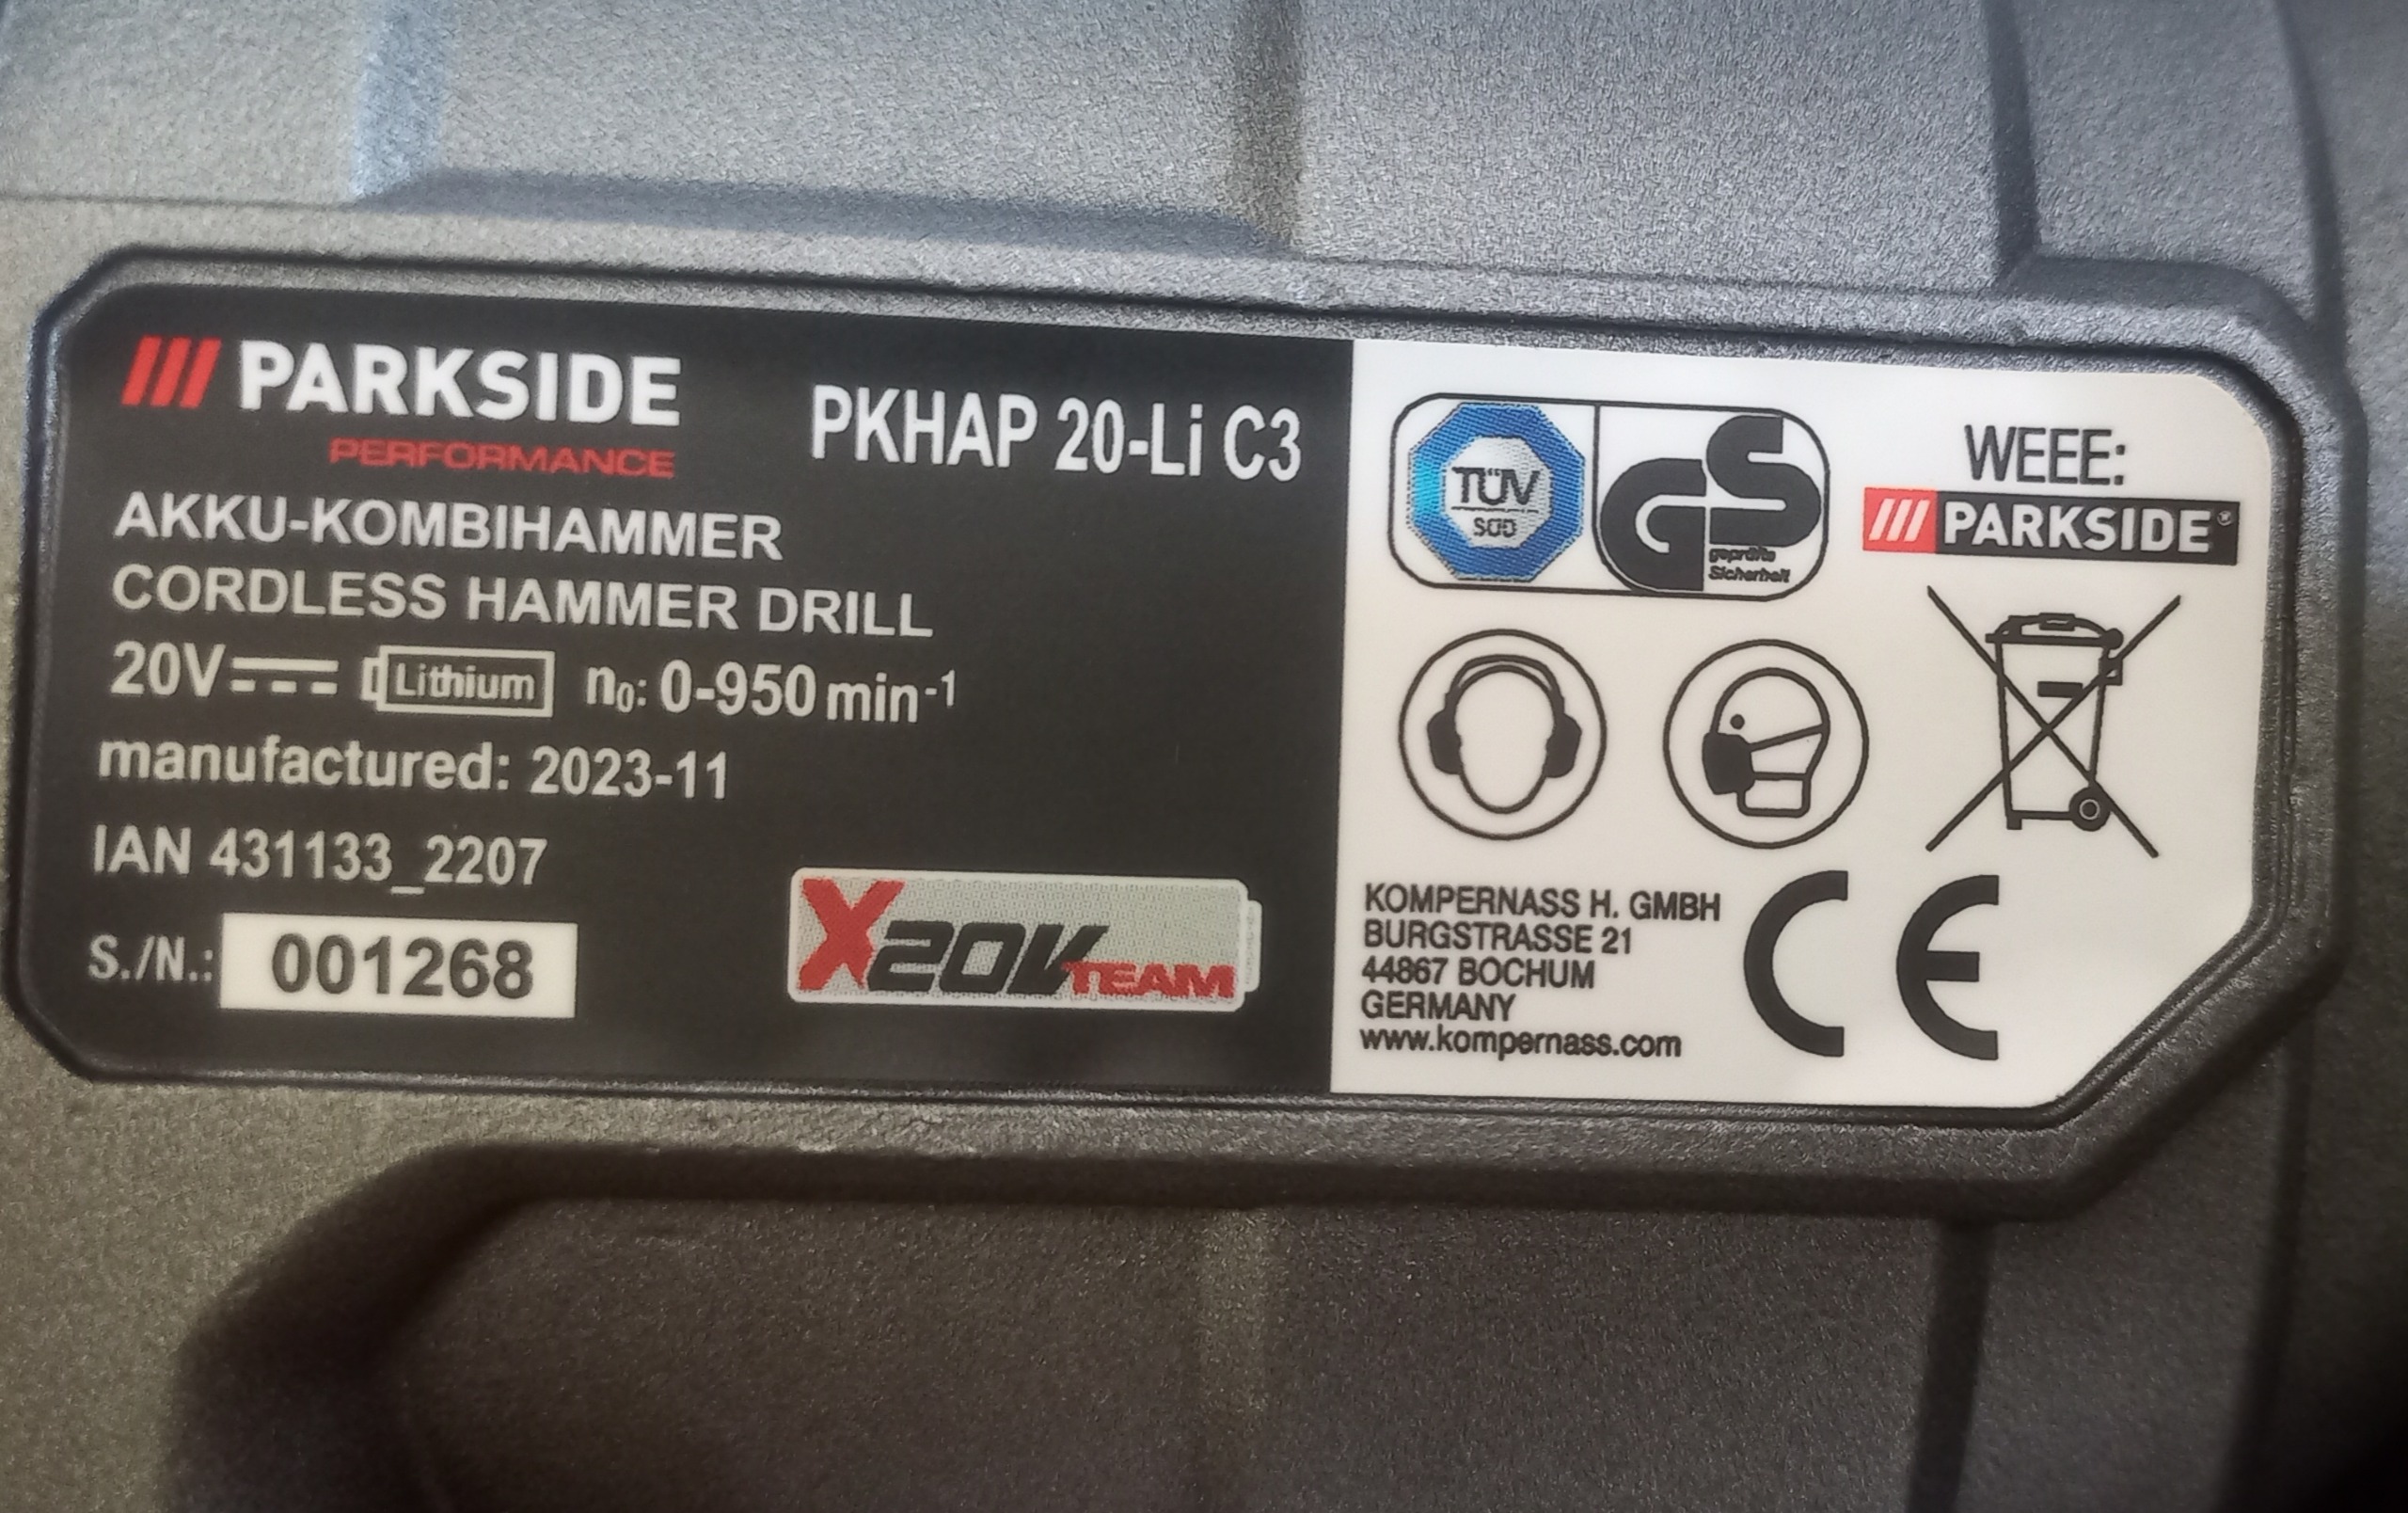 PARKSIDE
PERFORMANCE
PKHAP 20-Li C3
AKKU-KOMBIHAMMER
CORDLESS HAMMER DRILL
20V Lithium n₀: 0-950 min⁻¹
manufactured: 2023-11
IAN 431133_2207
S./N.: 001268
X20V TEAM
TÜV
SÜD
GS
geprüfte
Sicherheit
WEEE:
PARKSIDE®
KOMPERNASS H. GMBH
BURGSTRASSE 21
44867 BOCHUM
GERMANY
www.kompernass.com
CE